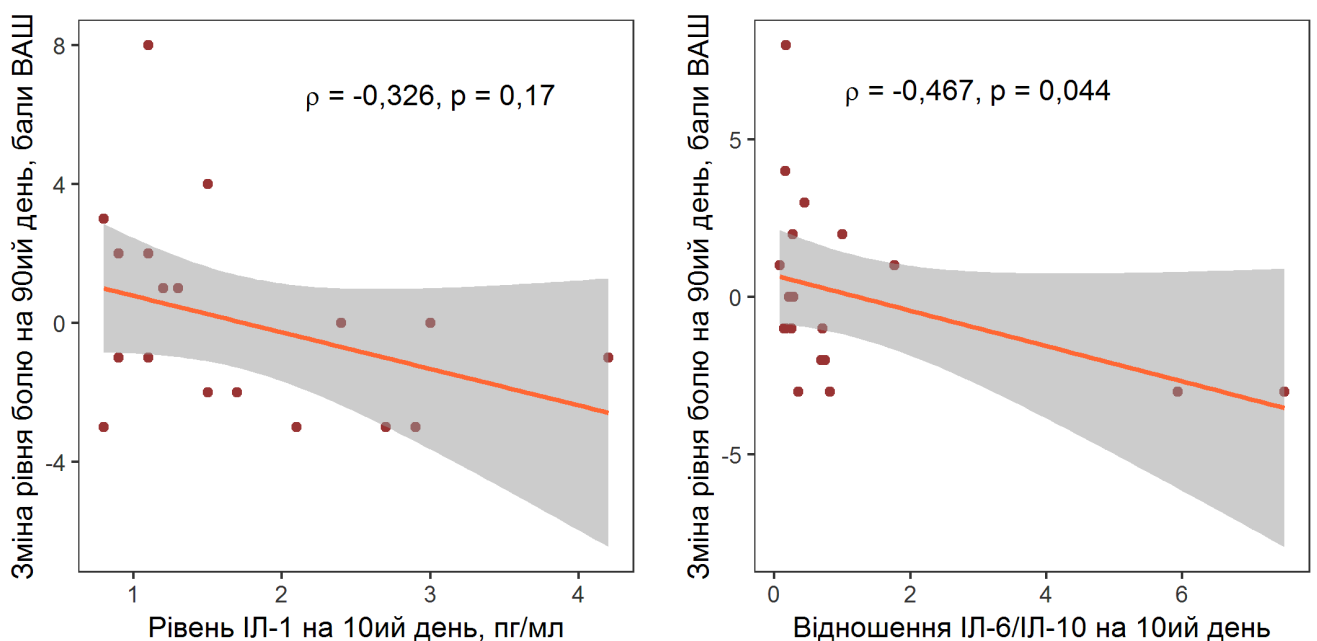 Зміна рівня болю на 90ий день, бали ВАШ
8
4
0
-4
ρ = -0,326, p = 0,17
1
2
3
4
Рівень ІЛ-1 на 10ий день, пг/мл
Зміна рівня болю на 90ий день, бали ВАШ
5
0
-5
ρ = -0,467, p = 0,044
0
2
4
6
Відношення ІЛ-6/ІЛ-10 на 10ий день